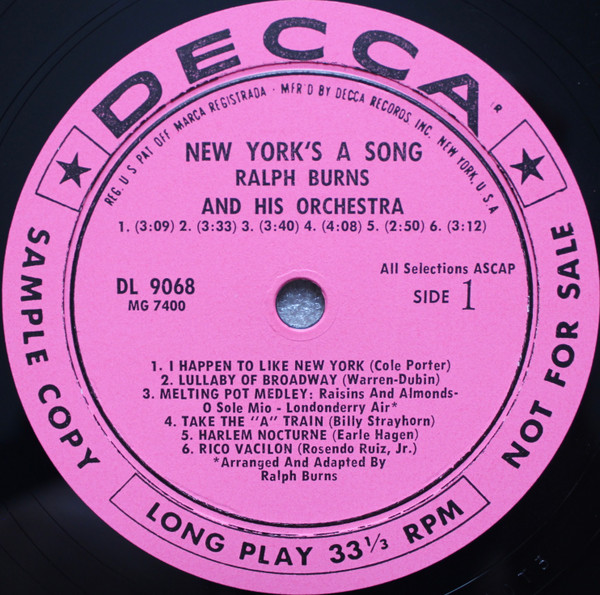 DECCA
®
REG. U S PAT OFF. MARCA REGISTRADA · MFR'D BY DECCA RECORDS, INC., NEW YORK, U.S.A
NEW YORK'S A SONG
RALPH BURNS
AND HIS ORCHESTRA
1. (3:09) 2. (3:33) 3. (3:40) 4. (4:08) 5. (2:50) 6. (3:12)
DL 9068
MG 7400
All Selections ASCAP
SIDE 1
1. I HAPPEN TO LIKE NEW YORK (Cole Porter)
2. LULLABY OF BROADWAY (Warren-Dubin)
3. MELTING POT MEDLEY: Raisins And Almonds-
O Sole Mio - Londonderry Air*
4. TAKE THE "A" TRAIN (Billy Strayhorn)
5. HARLEM NOCTURNE (Earle Hagen)
6. RICO VACILON (Rosendo Ruiz, Jr.)
*Arranged And Adapted By
Ralph Burns
SAMPLE COPY
NOT FOR SALE
LONG PLAY 33⅓ RPM